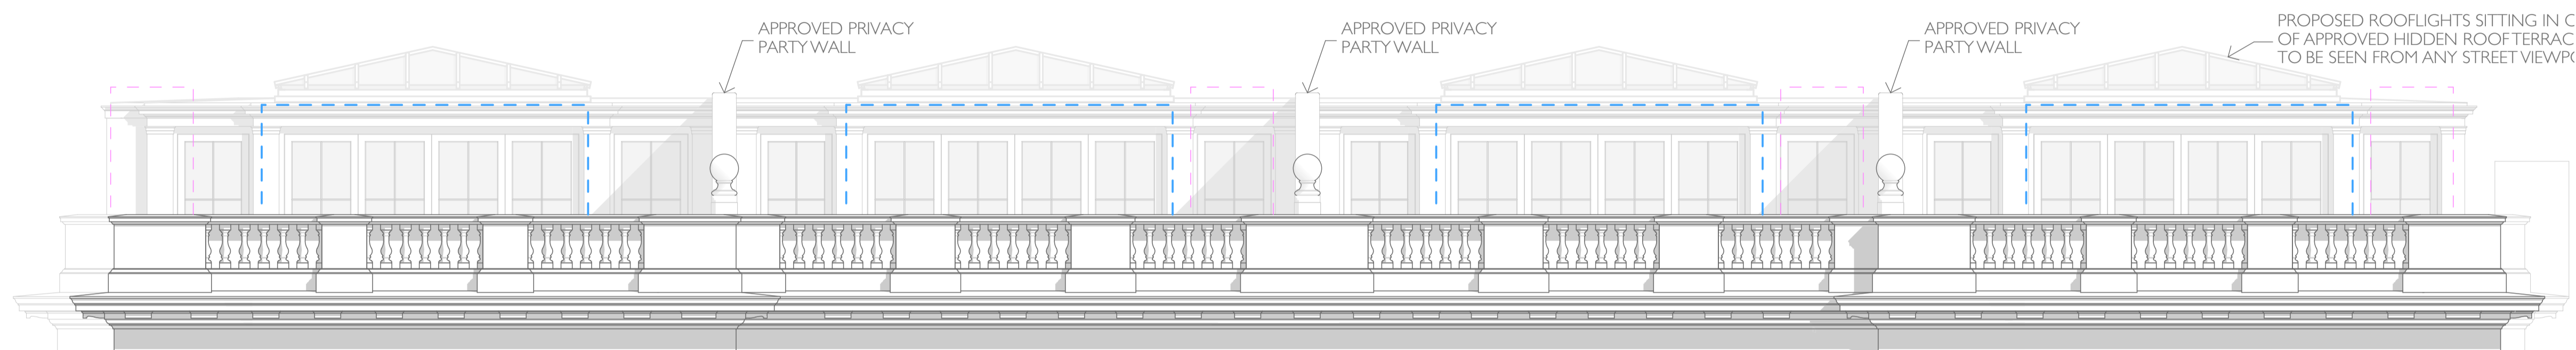 APPROVED PRIVACY
PARTY WALL
APPROVED PRIVACY
PARTY WALL
APPROVED PRIVACY
PARTY WALL
PROPOSED ROOFLIGHTS SITTING IN
OF APPROVED HIDDEN ROOF
TO BE SEEN FROM ANY STREET